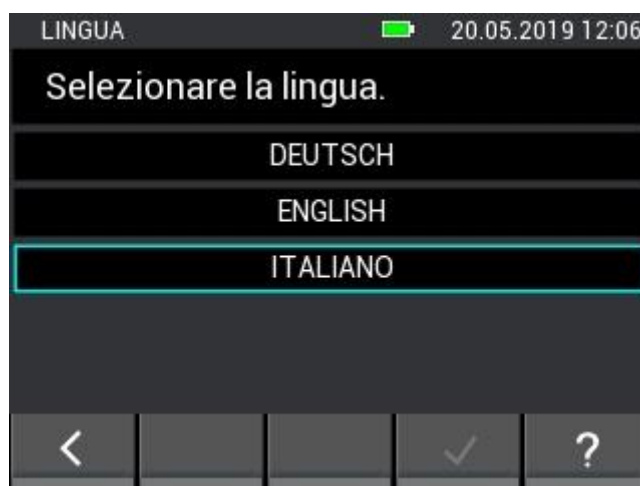 LINGUA 20.05.2019 12:06
Selezionare la lingua.
DEUTSCH
ENGLISH
ITALIANO
?